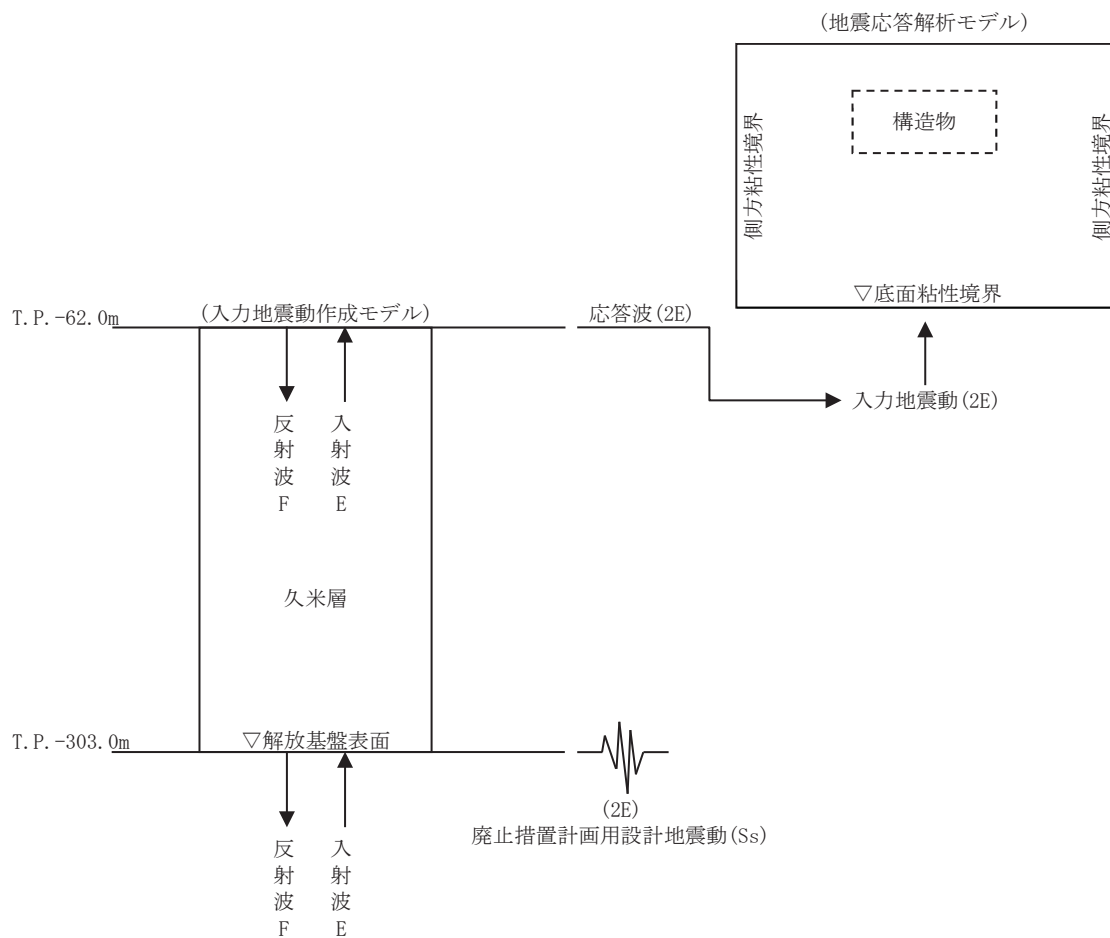 (地震応答解析モデル)
構造物
側方粘性境界
側方粘性境界
▽底面粘性境界
T.P.-62.0m
(入力地震動作成モデル)
応答波(2E)
入力地震動(2E)
反射波F
入射波E
久米層
T.P.-303.0m
▽解放基盤表面
(2E)
廃止措置計画用設計地震動(Ss)
反射波F
入射波E